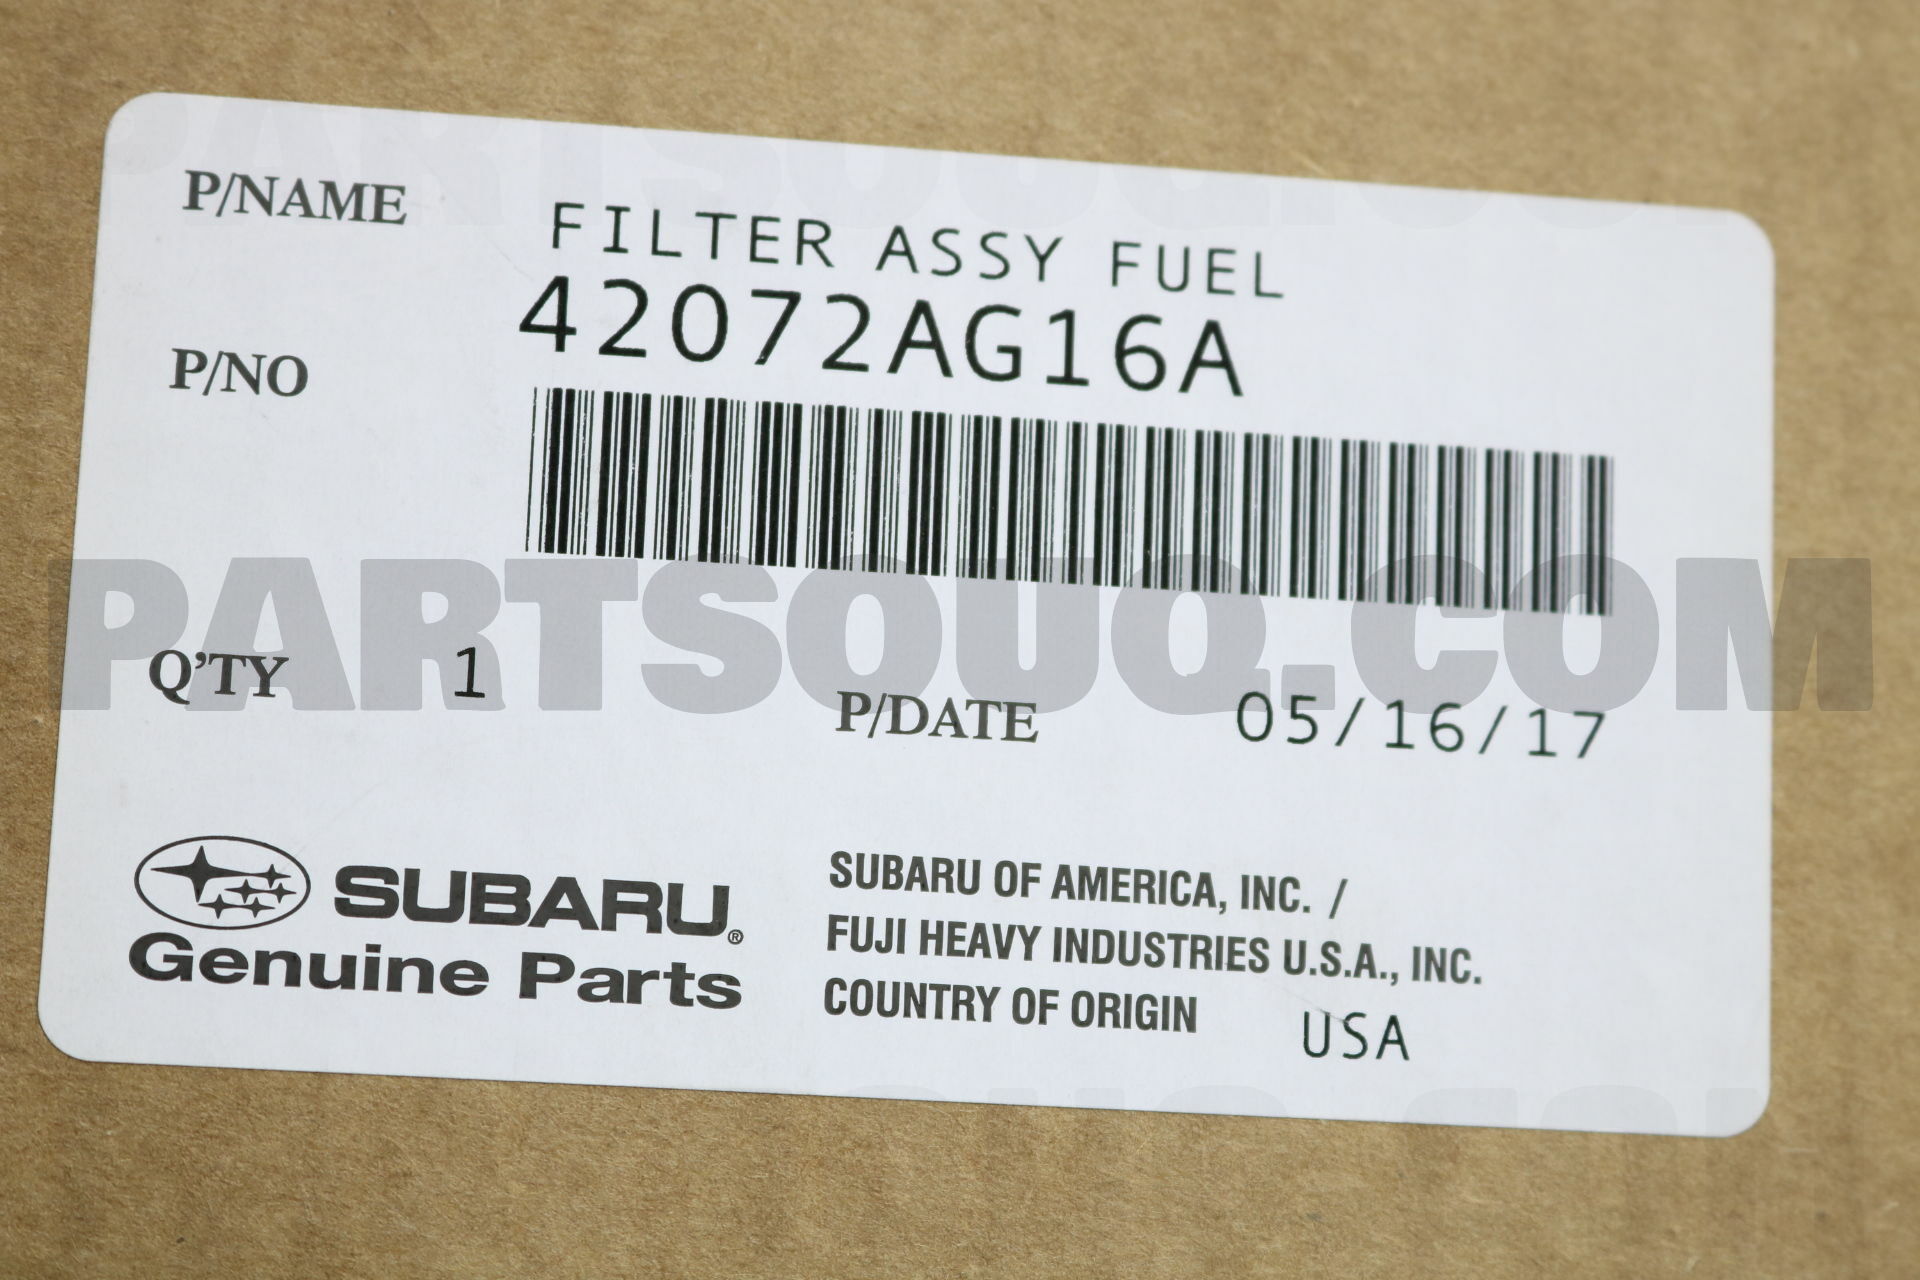 P/NAME FILTER ASSY FUEL
P/NO 42072AG16A
PARTSOUQ.COM
Q'TY 1 P/DATE 05/16/17
SUBARU®
Genuine Parts
SUBARU OF AMERICA, INC. /
FUJI HEAVY INDUSTRIES U.S.A., INC.
COUNTRY OF ORIGIN USA